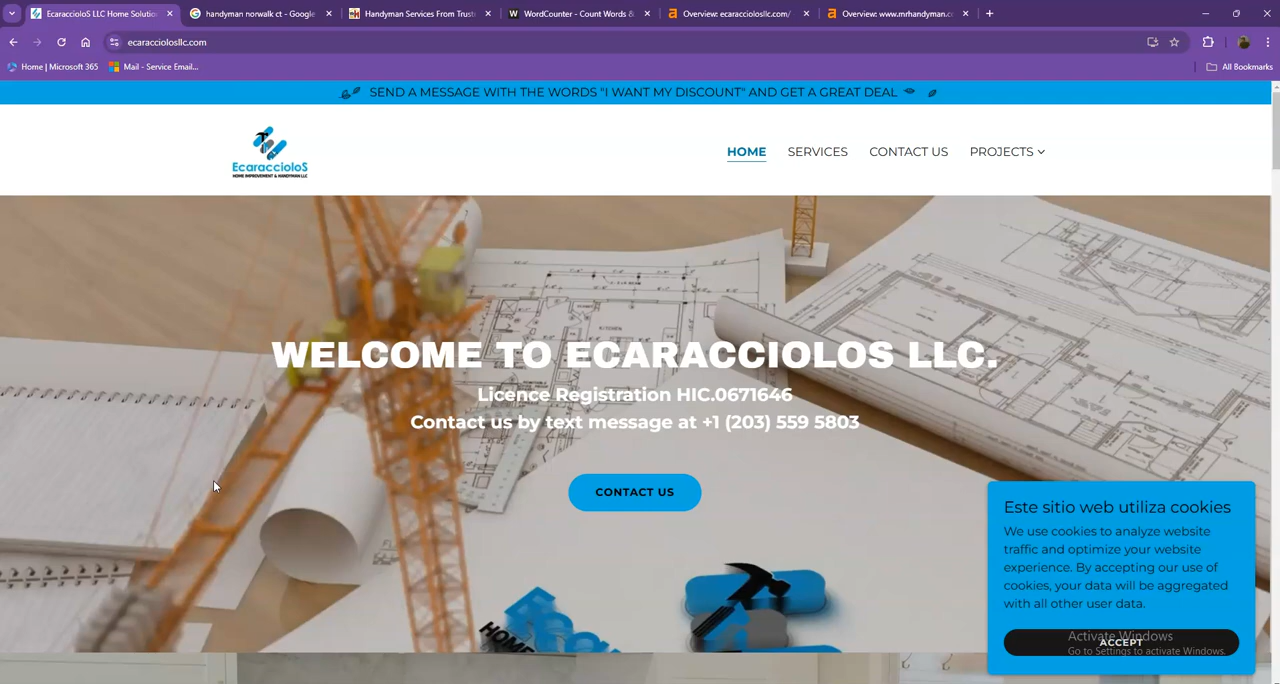 EcaraccioloS LLC Home Solution
handyman norwalk ct - Google
Handyman Services From Trust
WordCounter - Count Words &
Overview: ecaracciolosllc.com/
Overview: www.mrhandyman.c
ecaracciolosllc.com
Home | Microsoft 365
Mail - Service Email...
All Bookmarks
SEND A MESSAGE WITH THE WORDS "I WANT MY DISCOUNT" AND GET A GREAT DEAL
EcaraccioloS
HOME IMPROVEMENT & HANDYMAN LLC
HOME
SERVICES
CONTACT US
PROJECTS
WELCOME TO ECARACCIOLOS LLC.
Licence Registration HIC.0671646
Contact us by text message at +1 (203) 559 5803
CONTACT US
HOME
Este sitio web utiliza cookies
We use cookies to analyze website
traffic and optimize your website
experience. By accepting our use of
cookies, your data will be aggregated
with all other user data.
ACCEPT
Activate Windows
Go to Settings to activate Windows.